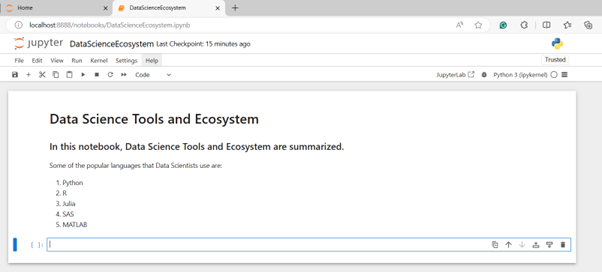 Home
DataScienceEcosystem
localhost:8888/notebooks/DataScienceEcosystem.ipynb
jupyter DataScienceEcosystem Last Checkpoint: 15 minutes ago
File Edit View Run Kernel Settings Help
Trusted
Code
JupyterLab
Python 3 (ipykernel)
Data Science Tools and Ecosystem
In this notebook, Data Science Tools and Ecosystem are summarized.
Some of the popular languages that Data Scientists use are:
1. Python
2. R
3. Julia
4. SAS
5. MATLAB
[ ]: